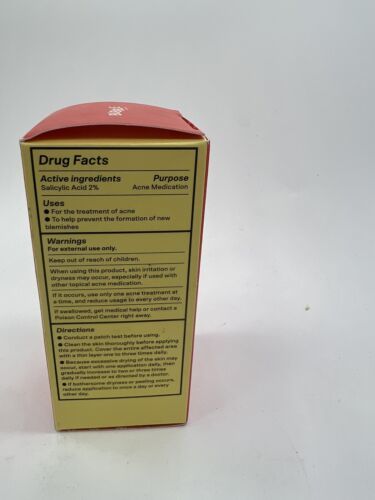 Drug Facts
Active ingredients Purpose
Salicylic Acid 2% Acne Medication
Uses
• For the treatment of acne
• To help prevent the formation of new
blemishes
Warnings
For external use only.
Keep out of reach of children.
When using this product, skin irritation or
dryness may occur, especially if used with
other topical acne medication.
If it occurs, use only one acne treatment at
a time, and reduce usage to every other day.
If swallowed, get medical help or contact a
Poison Control Center right away.
Directions
• Conduct a patch test before using.
• Clean the skin thoroughly before applying
this product. Cover the entire affected area
with a thin layer one to three times daily.
• Because excessive drying of the skin may
occur, start with one application daily, then
gradually increase to two or three times
daily if needed or as directed by a doctor.
• If bothersome dryness or peeling occurs,
reduce application to once a day or every
other day.